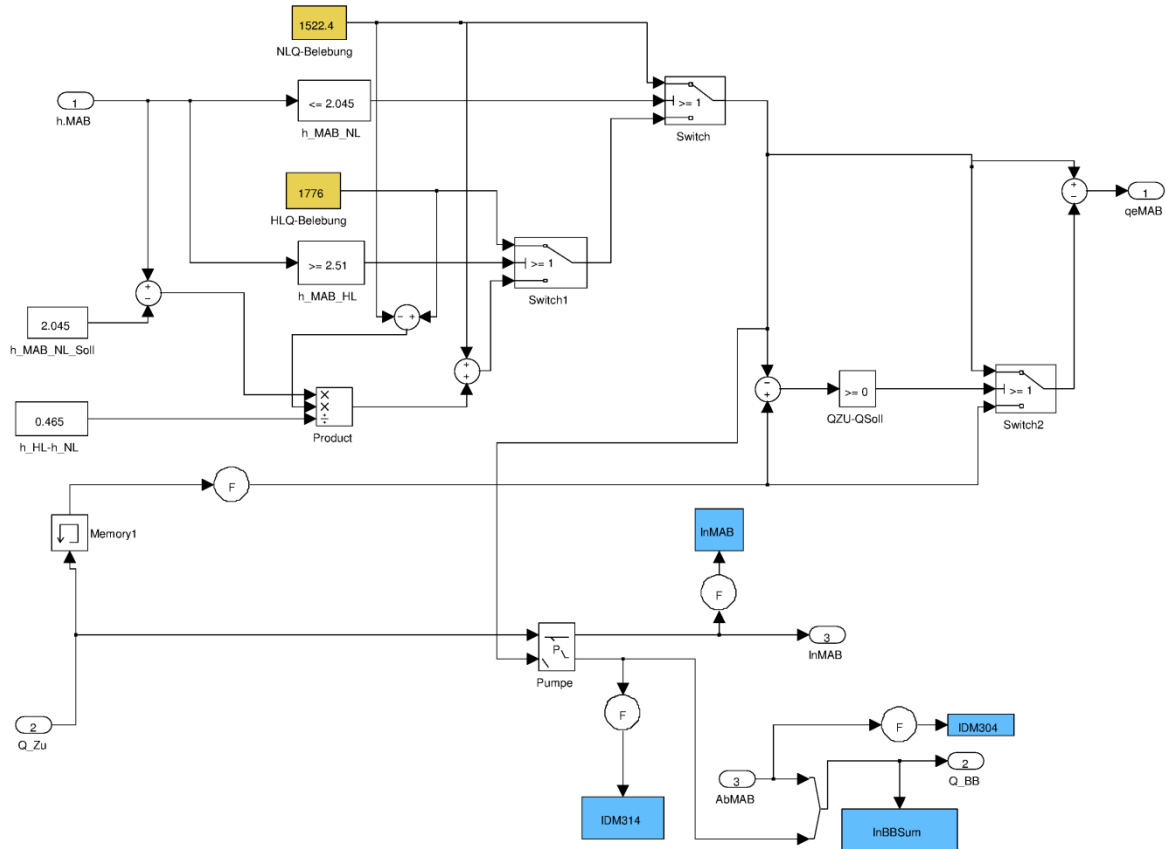 1522.4
NLQ-Belebung
1
h.MAB
<= 2.045
h_MAB_NL
>= 1
Switch
1776
HLQ-Belebung
>= 2.51
h_MAB_HL
>= 1
Switch1
+
−
2.045
h_MAB_NL_Soll
− +
+
+
0.465
h_HL-h_NL
×
×
÷
Product
+
−
1
qeMAB
−
+
>= 0
QZU-QSoll
>= 1
Switch2
F
Memory1
InMAB
F
P
Pumpe
3
InMAB
2
Q_Zu
F
IDM314
F
IDM304
3
AbMAB
2
Q_BB
InBBSum